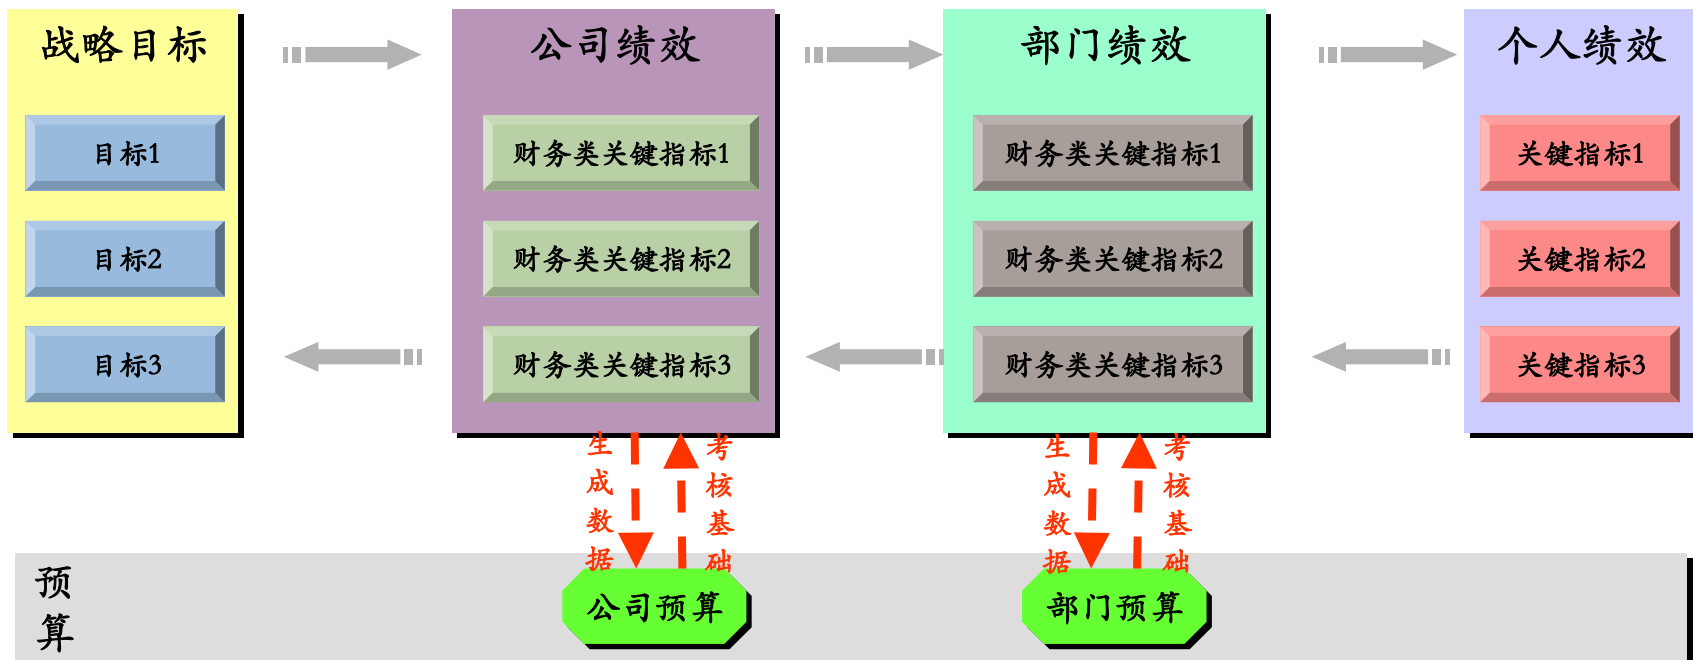 战略目标
目标1
目标2
目标3
公司绩效
财务类关键指标1
财务类关键指标2
财务类关键指标3
部门绩效
财务类关键指标1
财务类关键指标2
财务类关键指标3
个人绩效
关键指标1
关键指标2
关键指标3
生成数据
考核基础
生成数据
考核基础
预算
公司预算
部门预算